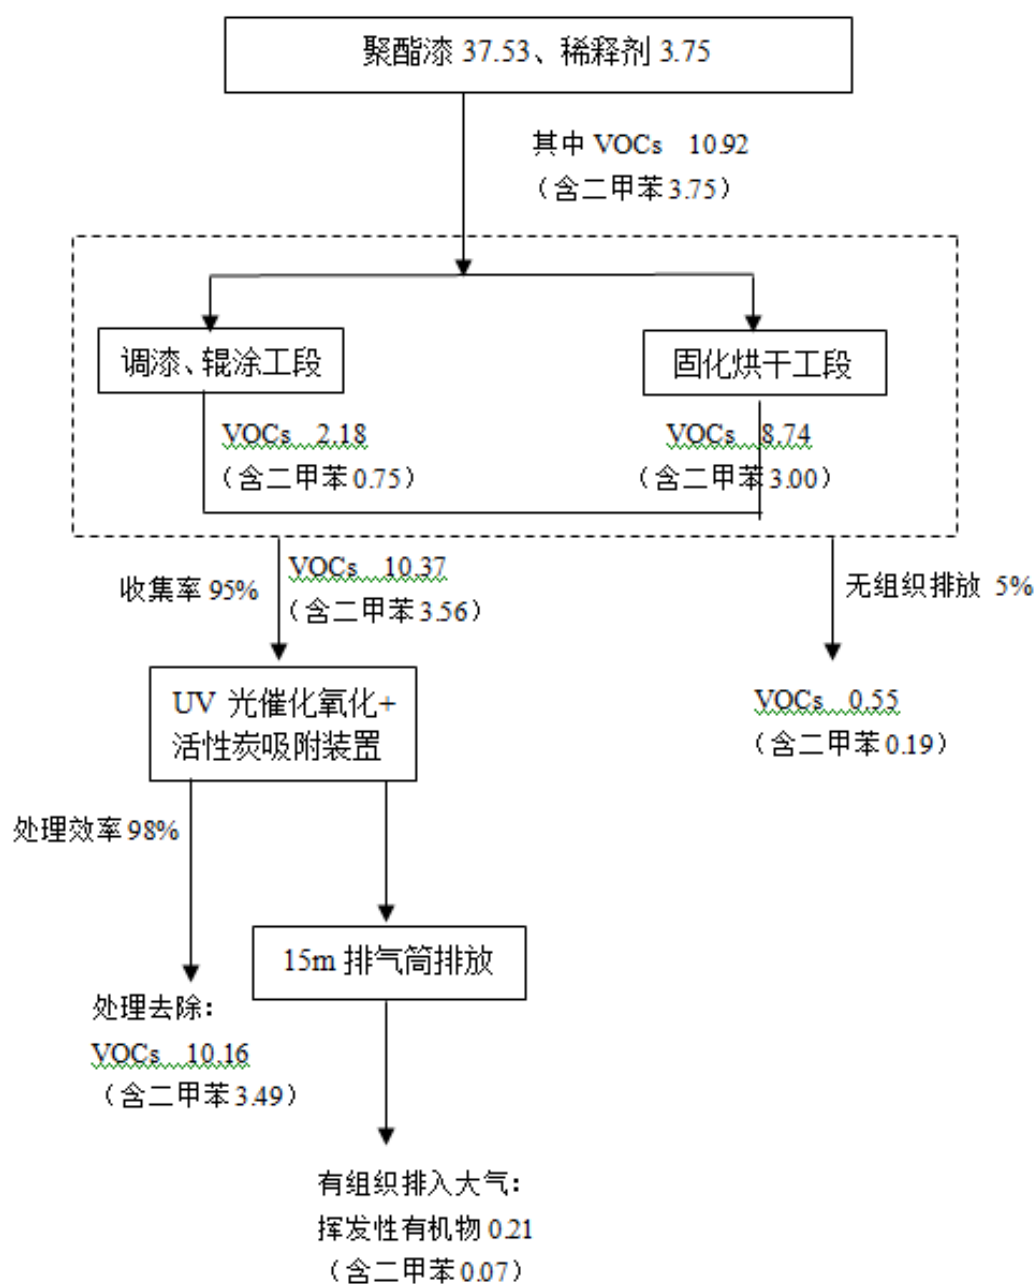 聚酯漆 37.53、稀释剂 3.75
其中 VOCs 10.92
（含二甲苯 3.75）
调漆、辊涂工段
固化烘干工段
VOCs 2.18
（含二甲苯 0.75）
VOCs 8.74
（含二甲苯 3.00）
收集率 95%
VOCs 10.37
（含二甲苯 3.56）
无组织排放 5%
UV 光催化氧化+
活性炭吸附装置
VOCs 0.55
（含二甲苯 0.19）
处理效率 98%
15m 排气筒排放
处理去除：
VOCs 10.16
（含二甲苯 3.49）
有组织排入大气：
挥发性有机物 0.21
（含二甲苯 0.07）